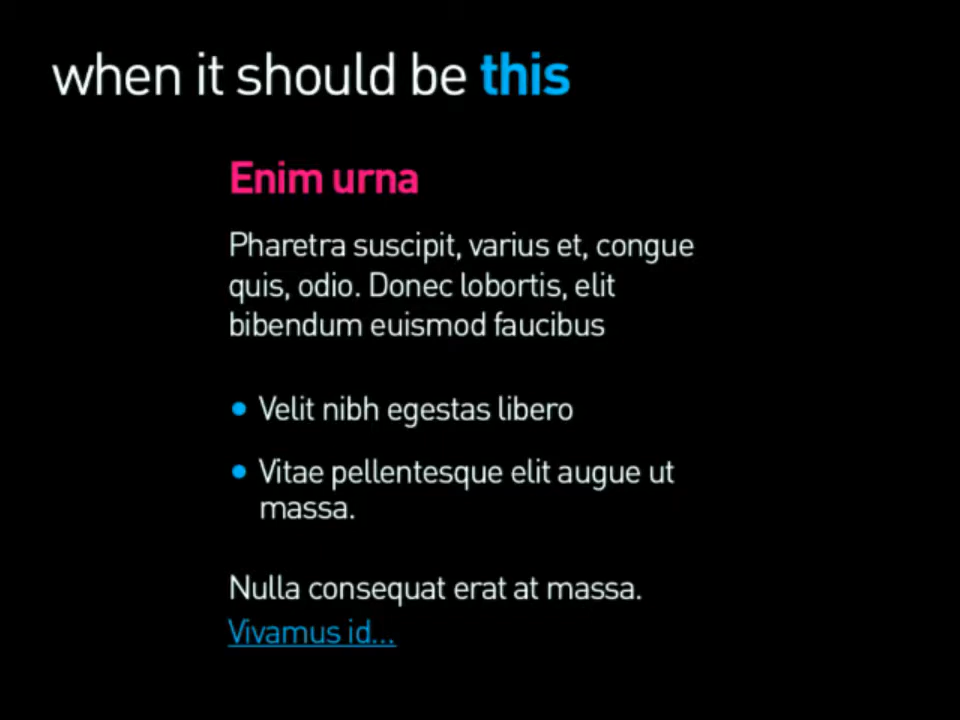 when it should be this
Enim urna
Pharetra suscipit, varius et, congue
quis, odio. Donec lobortis, elit
bibendum euismod faucibus
• Velit nibh egestas libero
• Vitae pellentesque elit augue ut
massa.
Nulla consequat erat at massa.
Vivamus id...